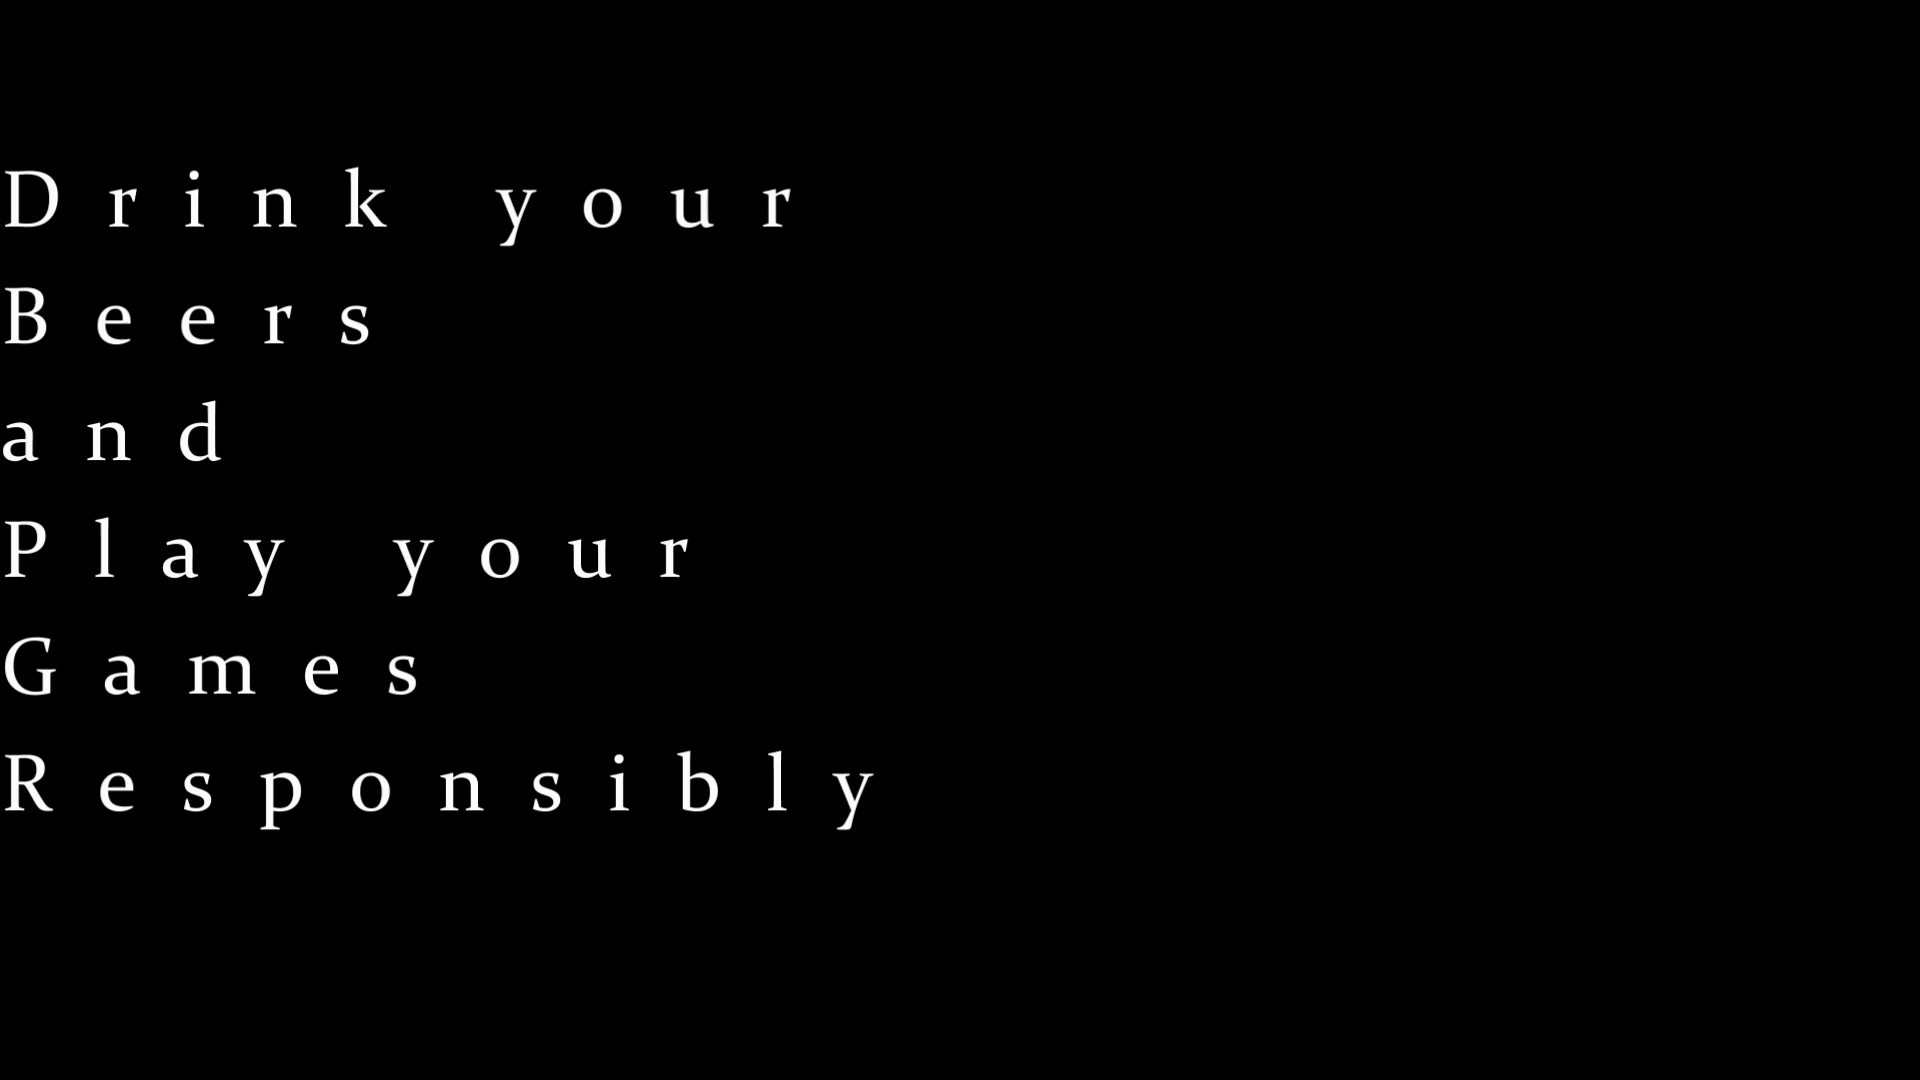 Drink your
Beers
and
Play your
Games
Responsibly